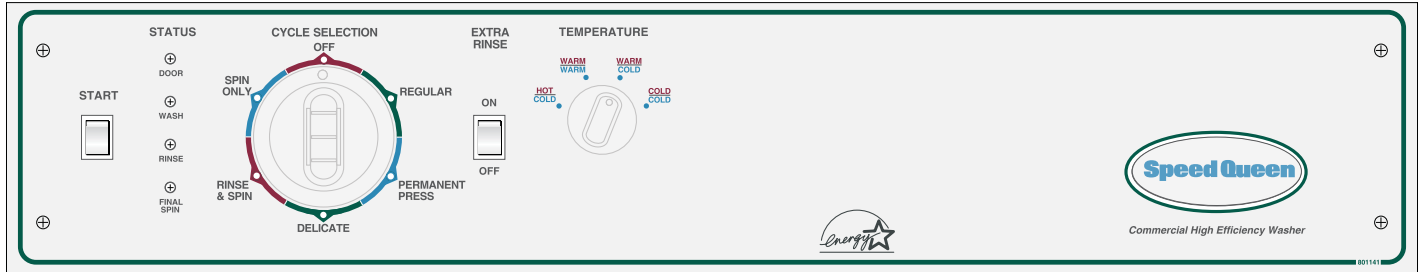 START
STATUS
DOOR
WASH
RINSE
FINAL
SPIN
CYCLE SELECTION
OFF
REGULAR
PERMANENT
PRESS
DELICATE
RINSE
& SPIN
SPIN
ONLY
EXTRA
RINSE
ON
OFF
TEMPERATURE
HOT
COLD
WARM
WARM
WARM
COLD
COLD
COLD
energy
Speed Queen
Commercial High Efficiency Washer
801141